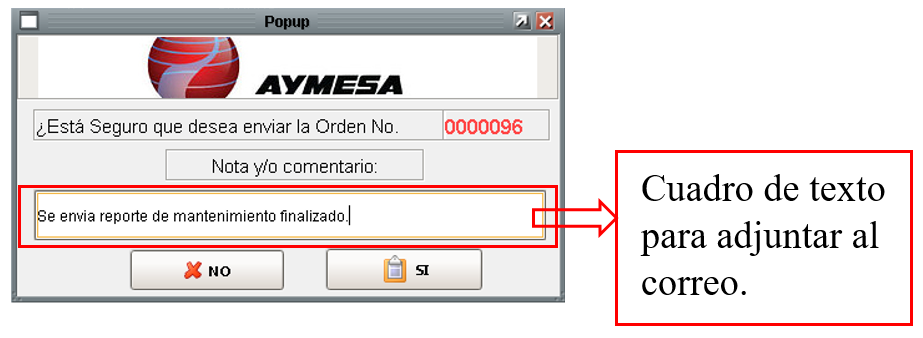 Popup
AYMESA
¿Está Seguro que desea enviar la Orden No. 0000096
Nota y/o comentario:
Se envia reporte de mantenimiento finalizado.
NO
SI
Cuadro de texto
para adjuntar al
correo.